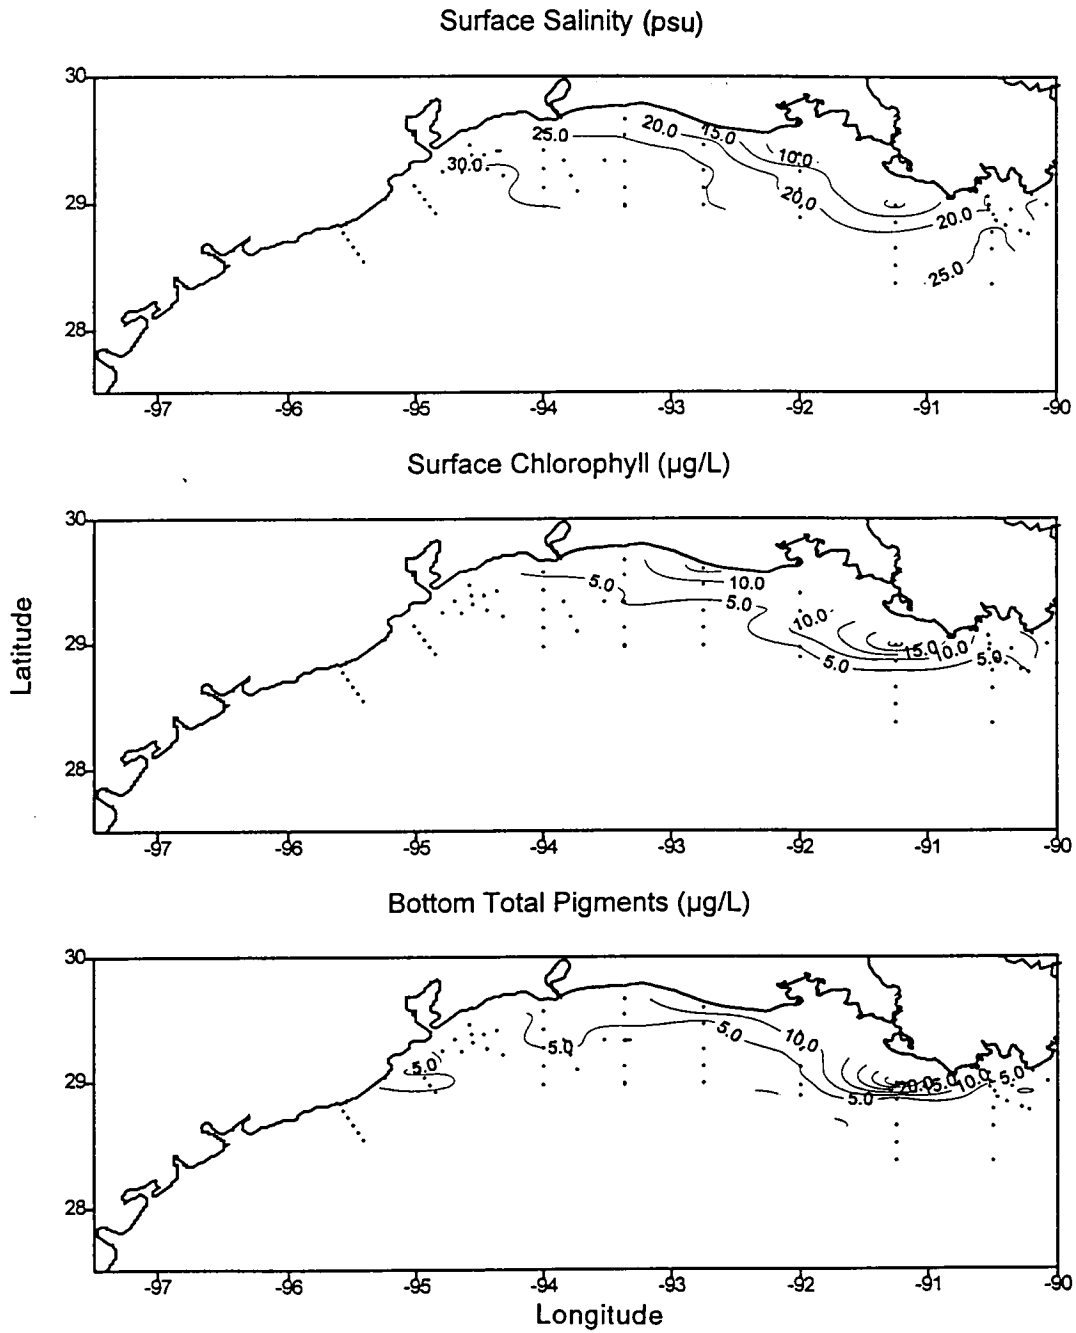 Surface Salinity (psu)
30
29
28
25.0 20.0 15.0 10.0
30.0 20.0 20.0
25.0
-97 -96 -95 -94 -93 -92 -91 -90
Surface Chlorophyll (µg/L)
30
29
28
5.0 10.0
5.0 10.0
15.0 10.0 5.0
5.0
-97 -96 -95 -94 -93 -92 -91 -90
Latitude
Bottom Total Pigments (µg/L)
30
29
28
5.0 5.0 5.0 10.0
20.0 15.0 10.0 5.0
5.0
-97 -96 -95 -94 -93 -92 -91 -90
Longitude